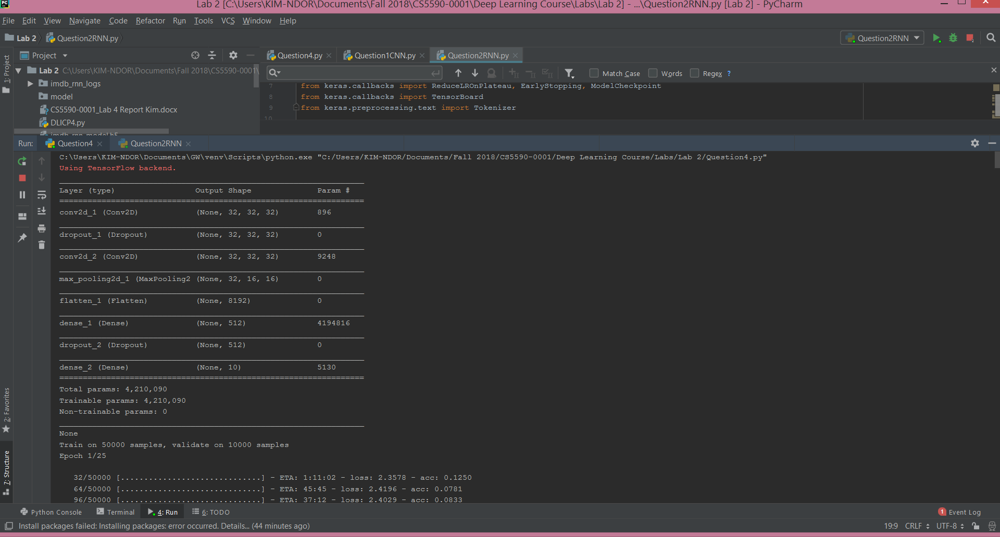 Lab 2 [C:\Users\KIM-NDOR\Documents\Fall 2018\CS5590-0001\Deep Learning Course\Labs\Lab 2] - ...\Question2RNN.py [Lab 2] - PyCharm
File Edit View Navigate Code Refactor Run Tools VCS Window Help
Lab 2 Question2RNN.py
Question2RNN
1: Project
Project
Question4.py Question1CNN.py Question2RNN.py
Lab 2 C:\Users\KIM-NDOR\Documents\Fall 2018\CS5590-0001\
imdb_rnn_logs
model
CS5590-0001_Lab 4 Report Kim.docx
DLICP4.py
imdb_rnn_model.h5
Match Case Words Regex ?
7 from keras.callbacks import ReduceLROnPlateau, EarlyStopping, ModelCheckpoint
8 from keras.callbacks import TensorBoard
9 from keras.preprocessing.text import Tokenizer
10
Run: Question4 Question2RNN
C:\Users\KIM-NDOR\Documents\GW\venv\Scripts\python.exe "C:/Users/KIM-NDOR/Documents/Fall 2018/CS5590-0001/Deep Learning Course/Labs/Lab 2/Question4.py"
Using TensorFlow backend.
_________________________________________________________________
Layer (type) Output Shape Param #
=================================================================
conv2d_1 (Conv2D) (None, 32, 32, 32) 896
_________________________________________________________________
dropout_1 (Dropout) (None, 32, 32, 32) 0
_________________________________________________________________
conv2d_2 (Conv2D) (None, 32, 32, 32) 9248
_________________________________________________________________
max_pooling2d_1 (MaxPooling2 (None, 32, 16, 16) 0
_________________________________________________________________
flatten_1 (Flatten) (None, 8192) 0
_________________________________________________________________
dense_1 (Dense) (None, 512) 4194816
_________________________________________________________________
dropout_2 (Dropout) (None, 512) 0
_________________________________________________________________
dense_2 (Dense) (None, 10) 5130
=================================================================
Total params: 4,210,090
Trainable params: 4,210,090
Non-trainable params: 0
_________________________________________________________________
None
Train on 50000 samples, validate on 10000 samples
Epoch 1/25
32/50000 [..............................] - ETA: 1:11:02 - loss: 2.3578 - acc: 0.1250
64/50000 [..............................] - ETA: 45:45 - loss: 2.4196 - acc: 0.0781
96/50000 [..............................] - ETA: 37:12 - loss: 2.4029 - acc: 0.0833
2: Favorites
7: Structure
Python Console Terminal 4: Run 6: TODO 1 Event Log
Install packages failed: Installing packages: error occurred. Details... (44 minutes ago) 19:9 CRLF UTF-8